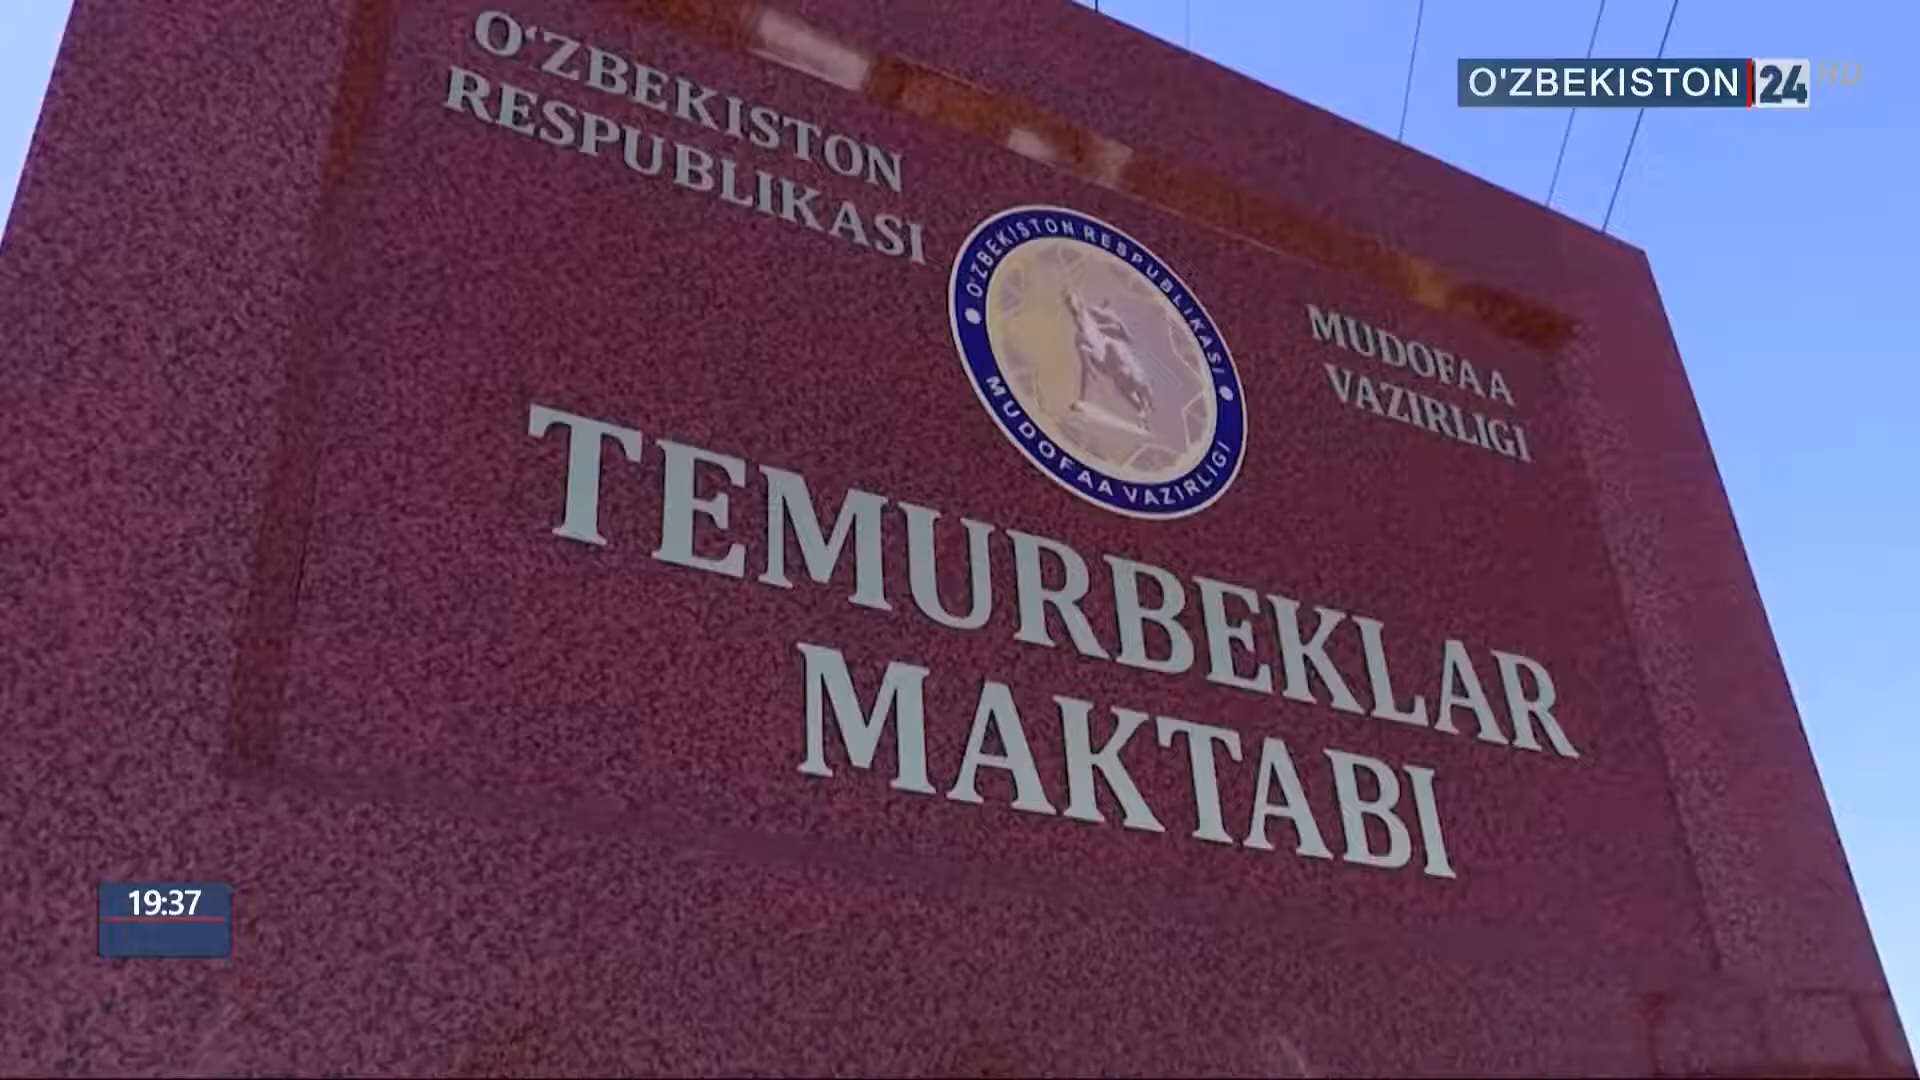 O'ZBEKISTON 24 HD
O‘ZBEKISTON
RESPUBLIKASI
O‘ZBEKISTON RESPUBLIKASI
MUDOFAA VAZIRLIGI
MUDOFAA
VAZIRLIGI
TEMURBEKLAR
MAKTABI
19:37